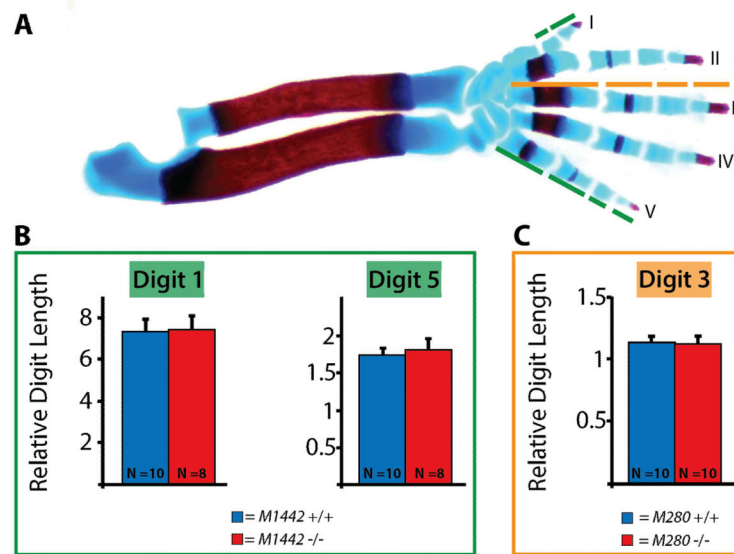 A
I
II
I
IV
V
B
C
Digit 1
Digit 5
Digit 3
Relative Digit Length
8
6
4
2
N =10
N =8
2
1.5
1
0.5
N =10
N =8
Relative Digit Length
1.5
1
0.5
N =10
N =10
= M1442 +/+
= M1442 -/-
= M280 +/+
= M280 -/-